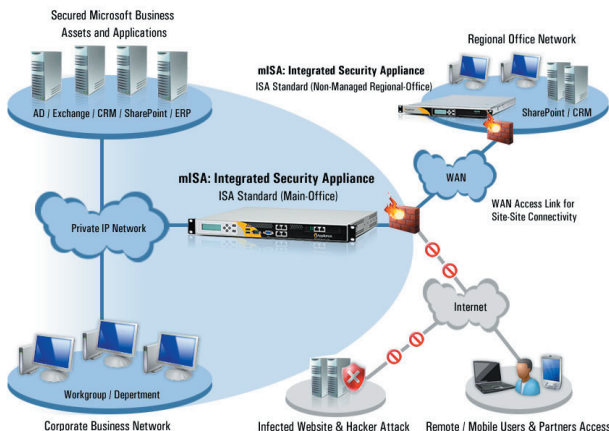 Secured Microsoft Business
Assets and Applications
AD / Exchange / CRM / SharePoint / ERP
Regional Office Network
mISA: Integrated Security Appliance
ISA Standard (Non-Managed Regional-Office)
SharePoint / CRM
mISA: Integrated Security Appliance
ISA Standard (Main-Office)
WAN
WAN Access Link for
Site-Site Connectivity
Private IP Network
Internet
Workgroup / Department
Corporate Business Network
Infected Website & Hacker Attack
Remote / Mobile Users & Partners Access